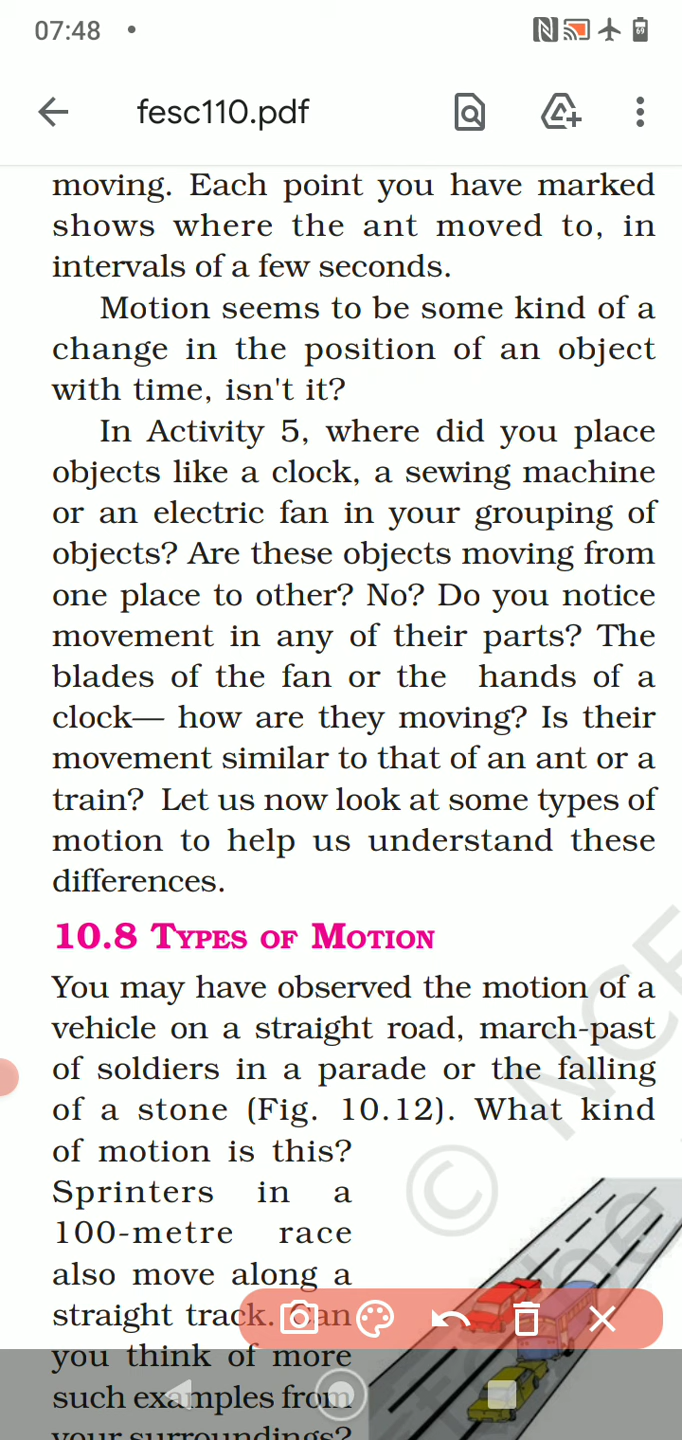 07:48
69
fesc110.pdf
moving. Each point you have marked
shows where the ant moved to, in
intervals of a few seconds.
Motion seems to be some kind of a
change in the position of an object
with time, isn't it?
In Activity 5, where did you place
objects like a clock, a sewing machine
or an electric fan in your grouping of
objects? Are these objects moving from
one place to other? No? Do you notice
movement in any of their parts? The
blades of the fan or the hands of a
clock— how are they moving? Is their
movement similar to that of an ant or a
train? Let us now look at some types of
motion to help us understand these
differences.
10.8 TYPES OF MOTION
You may have observed the motion of a
vehicle on a straight road, march-past
of soldiers in a parade or the falling
of a stone (Fig. 10.12). What kind
of motion is this?
Sprinters in a
100-metre race
also move along a
straight track. Can
you think of more
such examples from
your surroundings?
© NCE